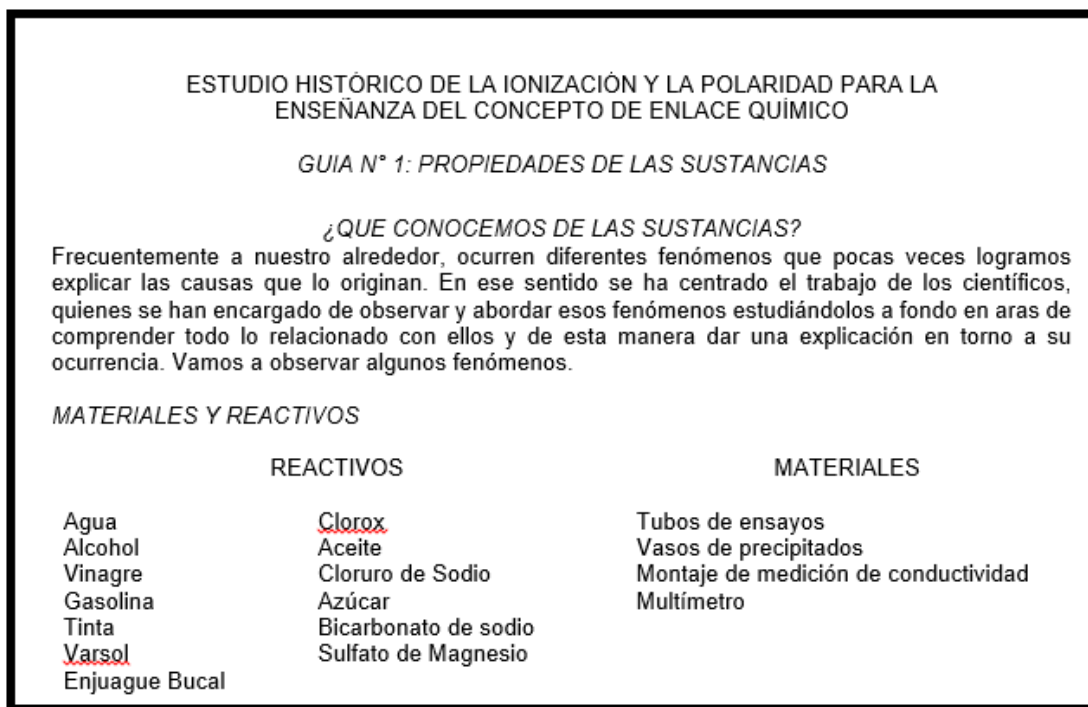 ESTUDIO HISTÓRICO DE LA IONIZACIÓN Y LA POLARIDAD PARA LA
ENSEÑANZA DEL CONCEPTO DE ENLACE QUÍMICO
GUIA N° 1: PROPIEDADES DE LAS SUSTANCIAS
¿QUE CONOCEMOS DE LAS SUSTANCIAS?
Frecuentemente a nuestro alrededor, ocurren diferentes fenómenos que pocas veces logramos
explicar las causas que lo originan. En ese sentido se ha centrado el trabajo de los científicos,
quienes se han encargado de observar y abordar esos fenómenos estudiándolos a fondo en aras de
comprender todo lo relacionado con ellos y de esta manera dar una explicación en torno a su
ocurrencia. Vamos a observar algunos fenómenos.
MATERIALES Y REACTIVOS
REACTIVOS MATERIALES
Agua Clorox Tubos de ensayos
Alcohol Aceite Vasos de precipitados
Vinagre Cloruro de Sodio Montaje de medición de conductividad
Gasolina Azúcar Multímetro
Tinta Bicarbonato de sodio
Varsol Sulfato de Magnesio
Enjuague Bucal